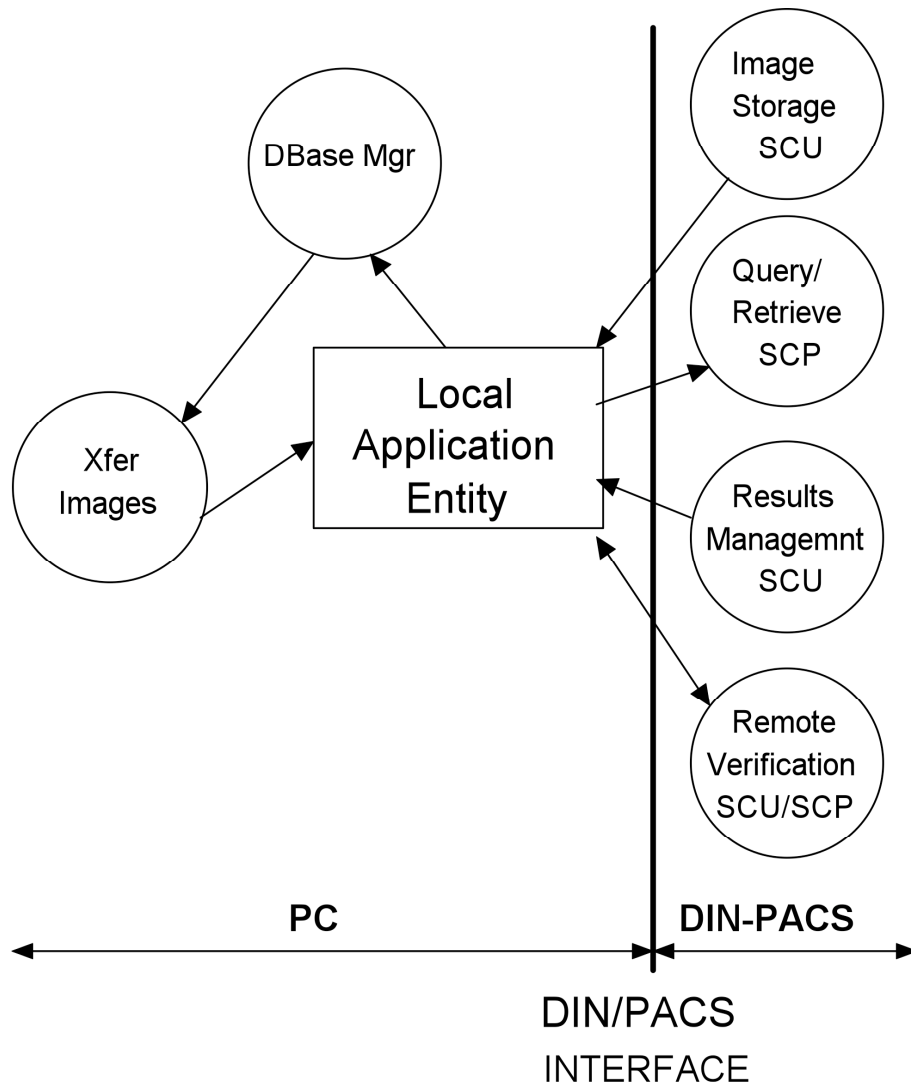 DBase Mgr
Xfer
Images
Local
Application
Entity
Image
Storage
SCU
Query/
Retrieve
SCP
Results
Managemnt
SCU
Remote
Verification
SCU/SCP
PC
DIN-PACS
DIN/PACS
INTERFACE